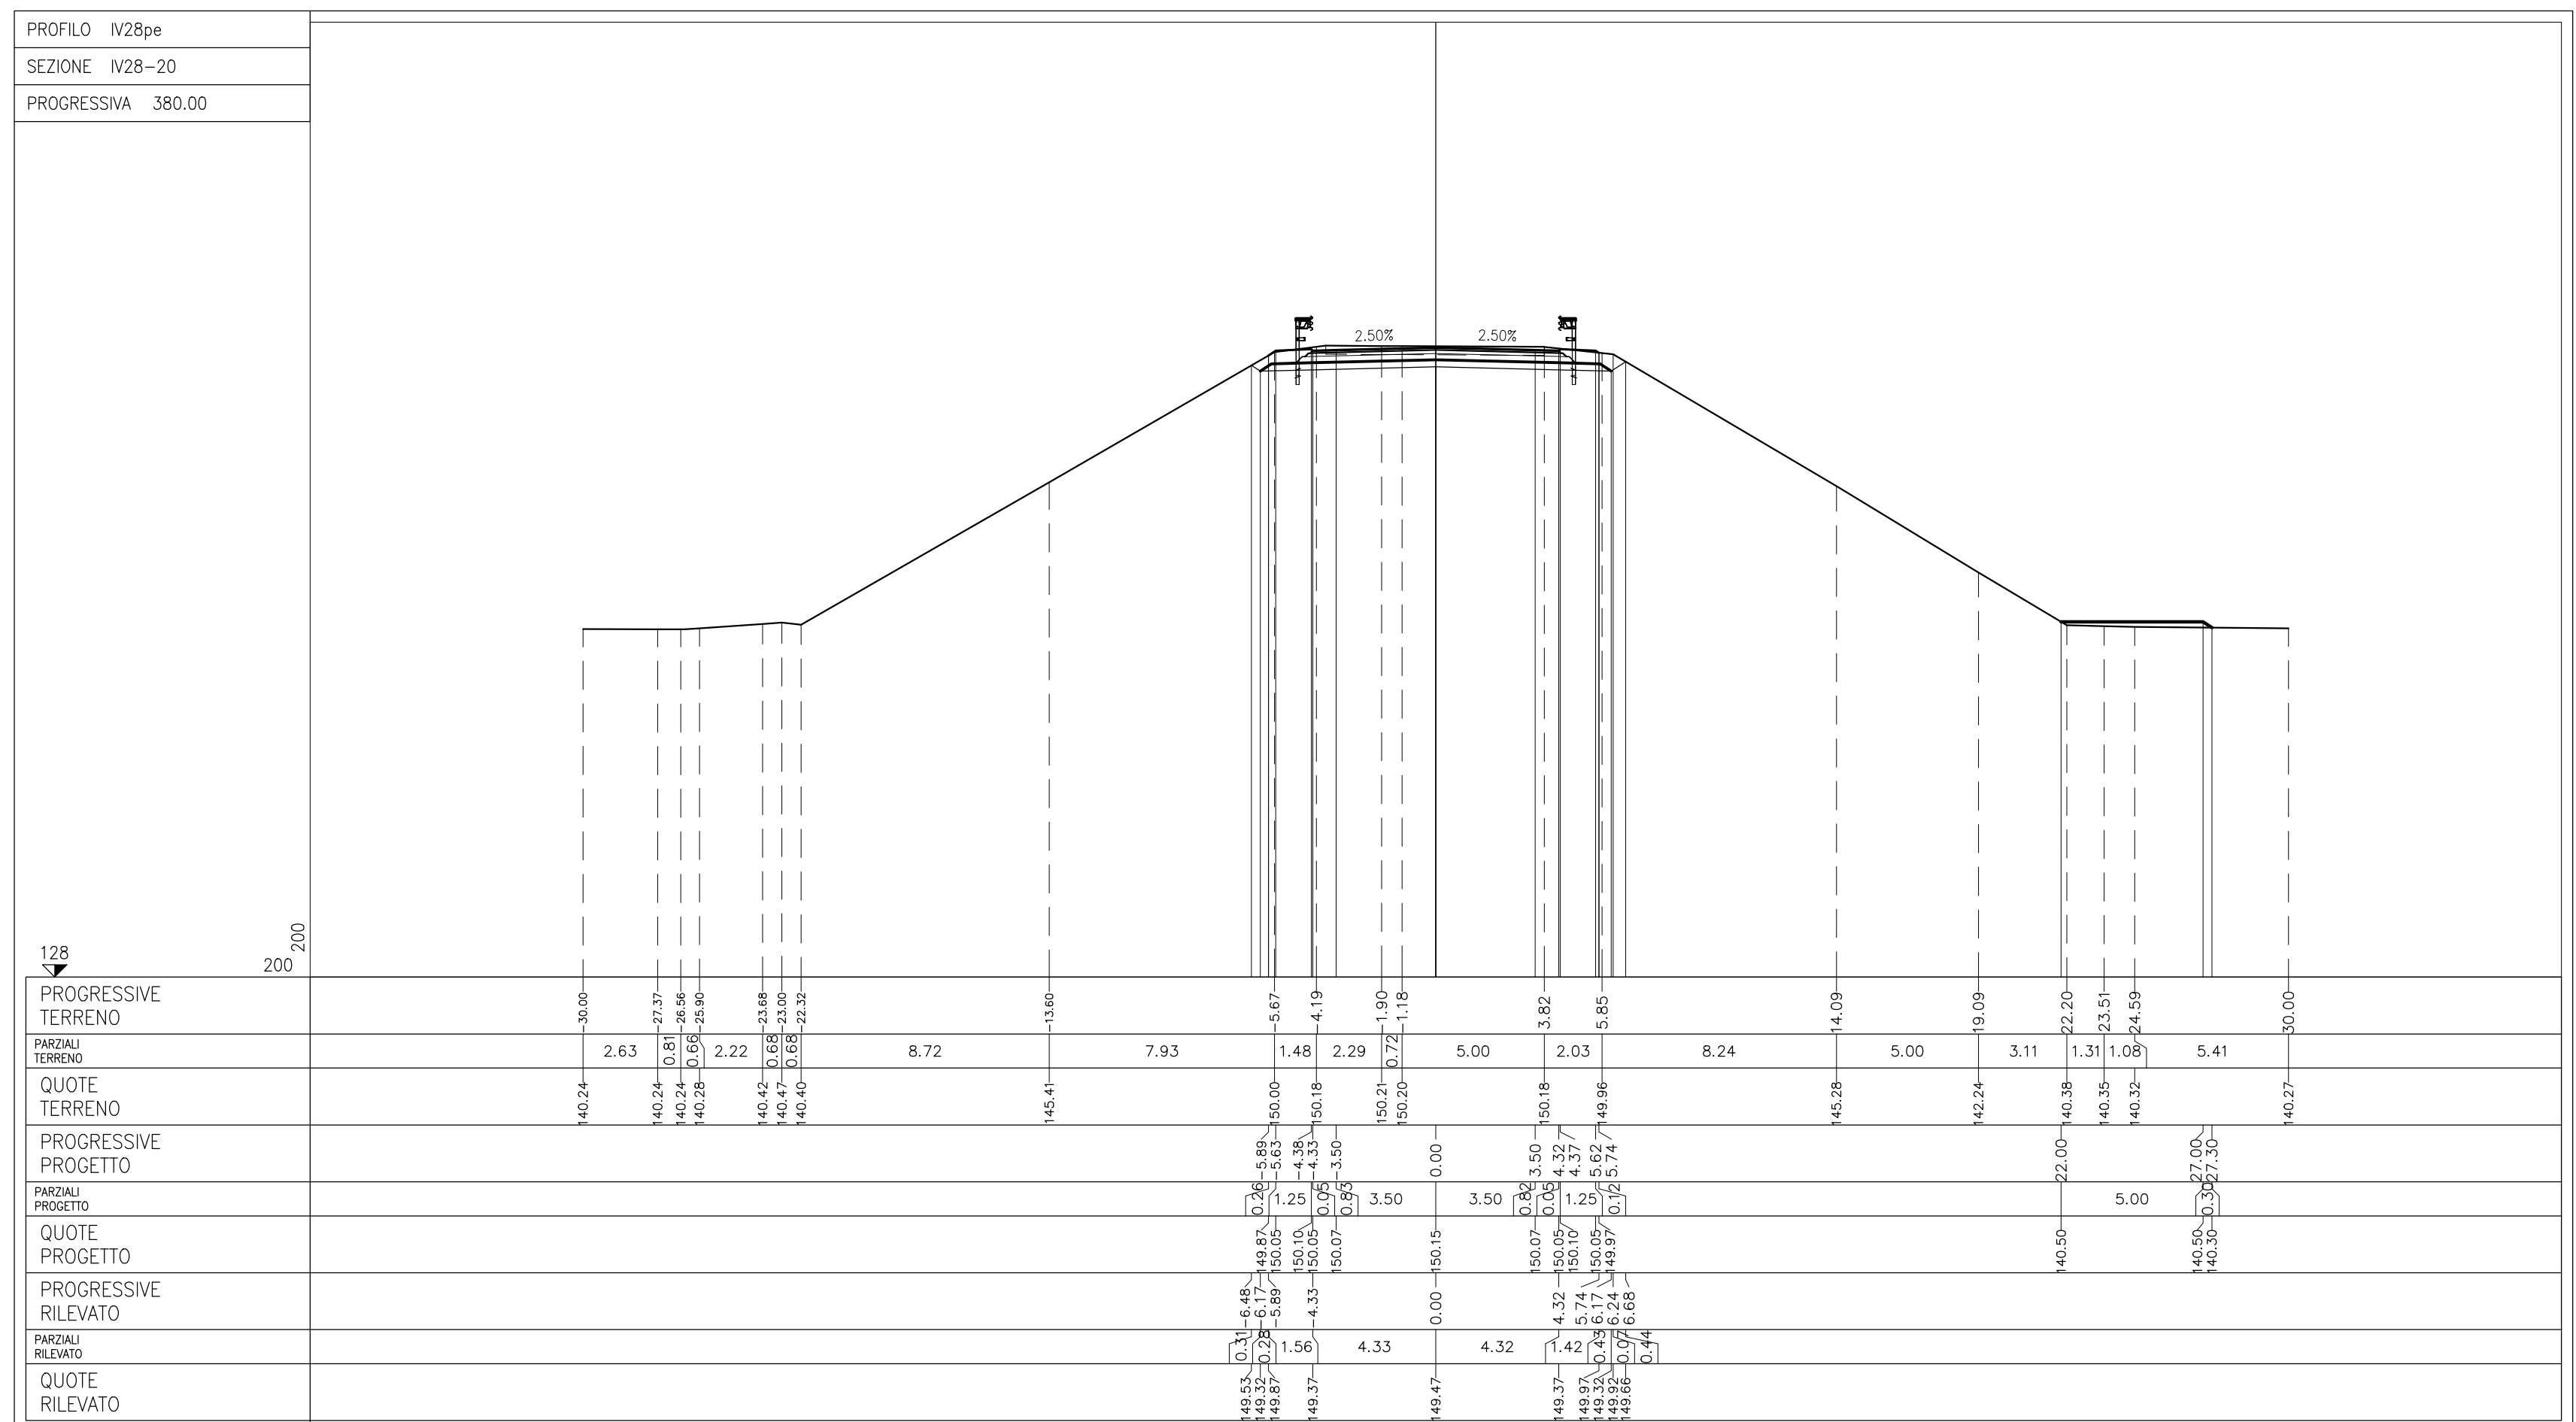 PROFILO IV28pe
SEZIONE IV28-20
PROGRESSIVA 380.00
2.50% 2.50%
200
128
200
PROGRESSIVE
TERRENO
-30.00 -27.37 -26.56 -25.90 -23.68 -23.00 -22.32 -13.60 -5.67 -4.19 -1.90 -1.18 3.82 5.85 14.09 19.09 22.20 23.51 24.59 30.00
PARZIALI
TERRENO
2.63 0.81 0.66 2.22 0.68 0.68 8.72 7.93 1.48 2.29 0.72 5.00 2.03 8.24 5.00 3.11 1.31 1.08 5.41
QUOTE
TERRENO
140.24 140.24 140.24 140.28 140.42 140.47 140.40 145.41 150.00 150.18 150.21 150.20 150.18 149.96 145.28 142.24 140.38 140.35 140.32 140.27
PROGRESSIVE
PROGETTO
-5.89 -5.63 -4.38 -4.33 -3.50 0.00 3.50 4.32 4.37 5.62 5.74 22.00 27.00 27.30
PARZIALI
PROGETTO
0.26 1.25 0.05 0.83 3.50 3.50 0.82 0.05 1.25 0.12 5.00 0.30
QUOTE
PROGETTO
149.87 150.05 150.10 150.05 150.07 150.15 150.07 150.05 150.10 150.05 149.97 140.50 140.50 140.30
PROGRESSIVE
RILEVATO
-6.48 -6.17 -5.89 -4.33 0.00 4.32 5.74 6.17 6.24 6.68
PARZIALI
RILEVATO
0.31 0.28 1.56 4.33 4.32 1.42 0.43 0.07 0.44
QUOTE
RILEVATO
149.53 149.32 149.87 149.37 149.47 149.37 149.97 149.32 149.92 149.66